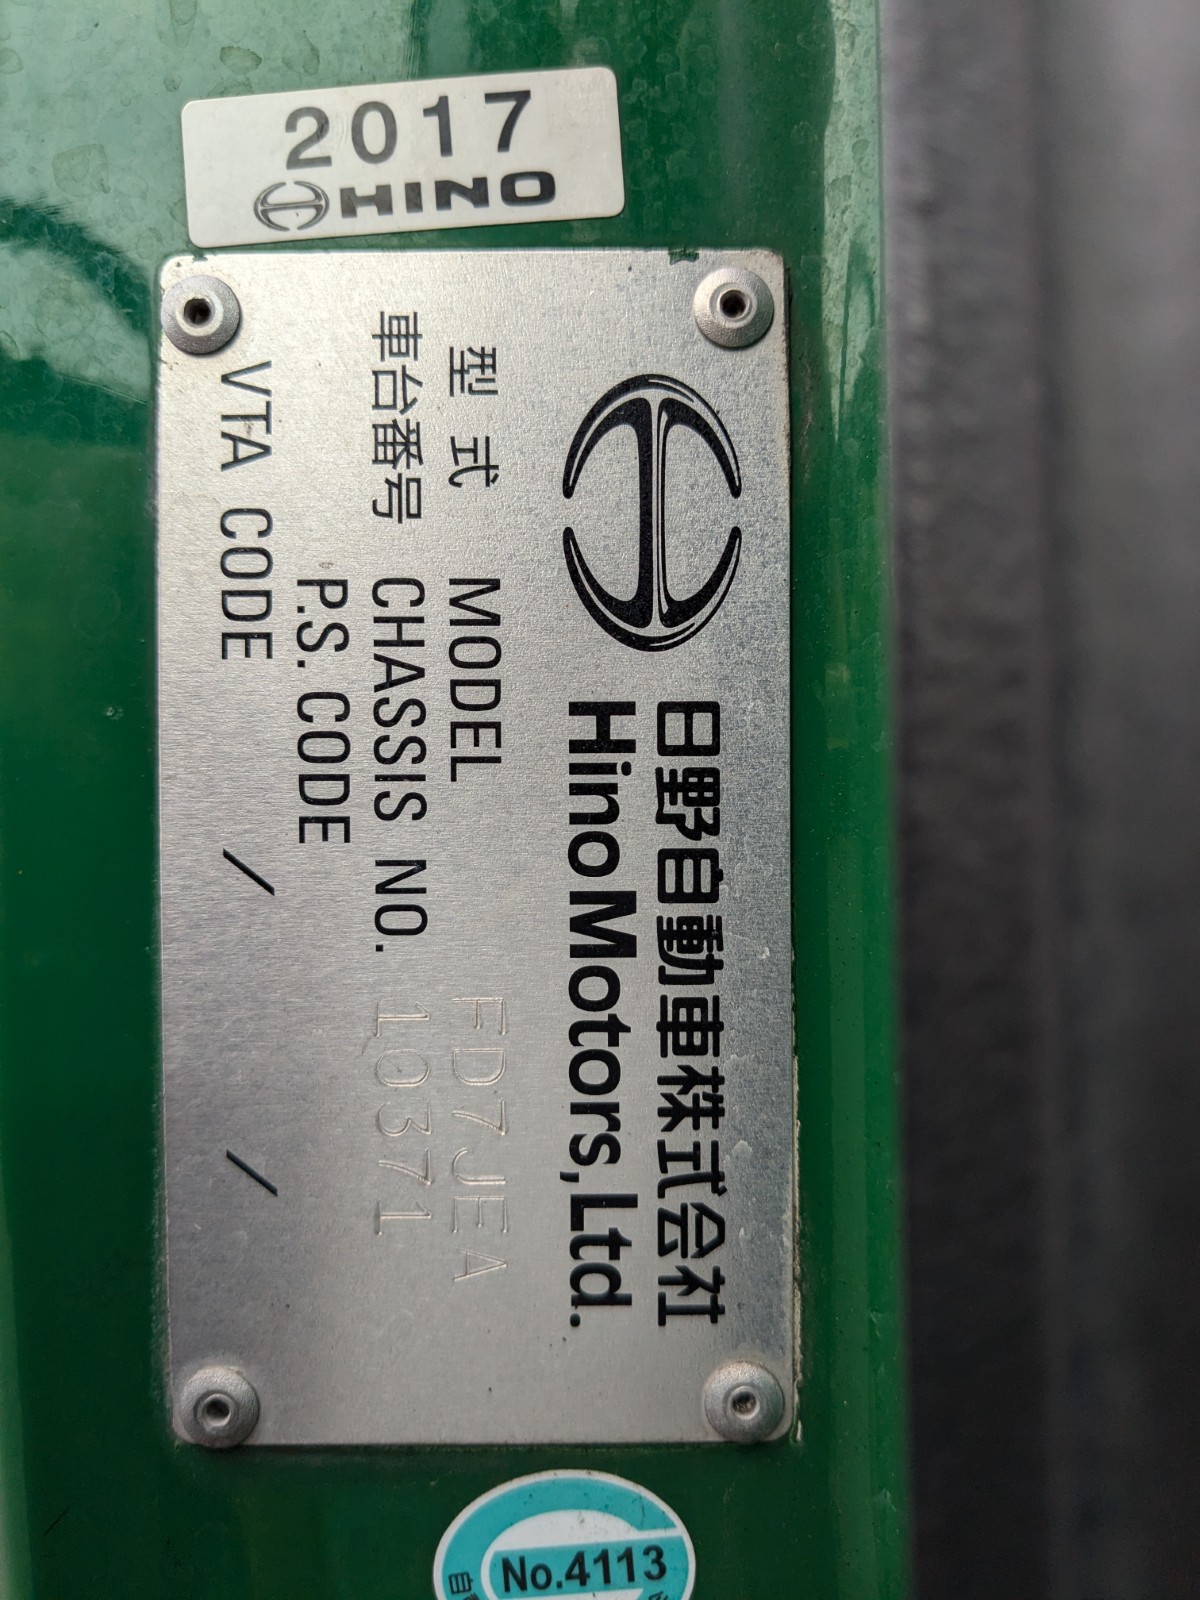 2017
HINO
日野自動車株式会社
Hino Motors, Ltd.
型式 MODEL FD7JEA
車台番号 CHASSIS NO. 10371
P.S. CODE
VTA CODE / /
No.4113